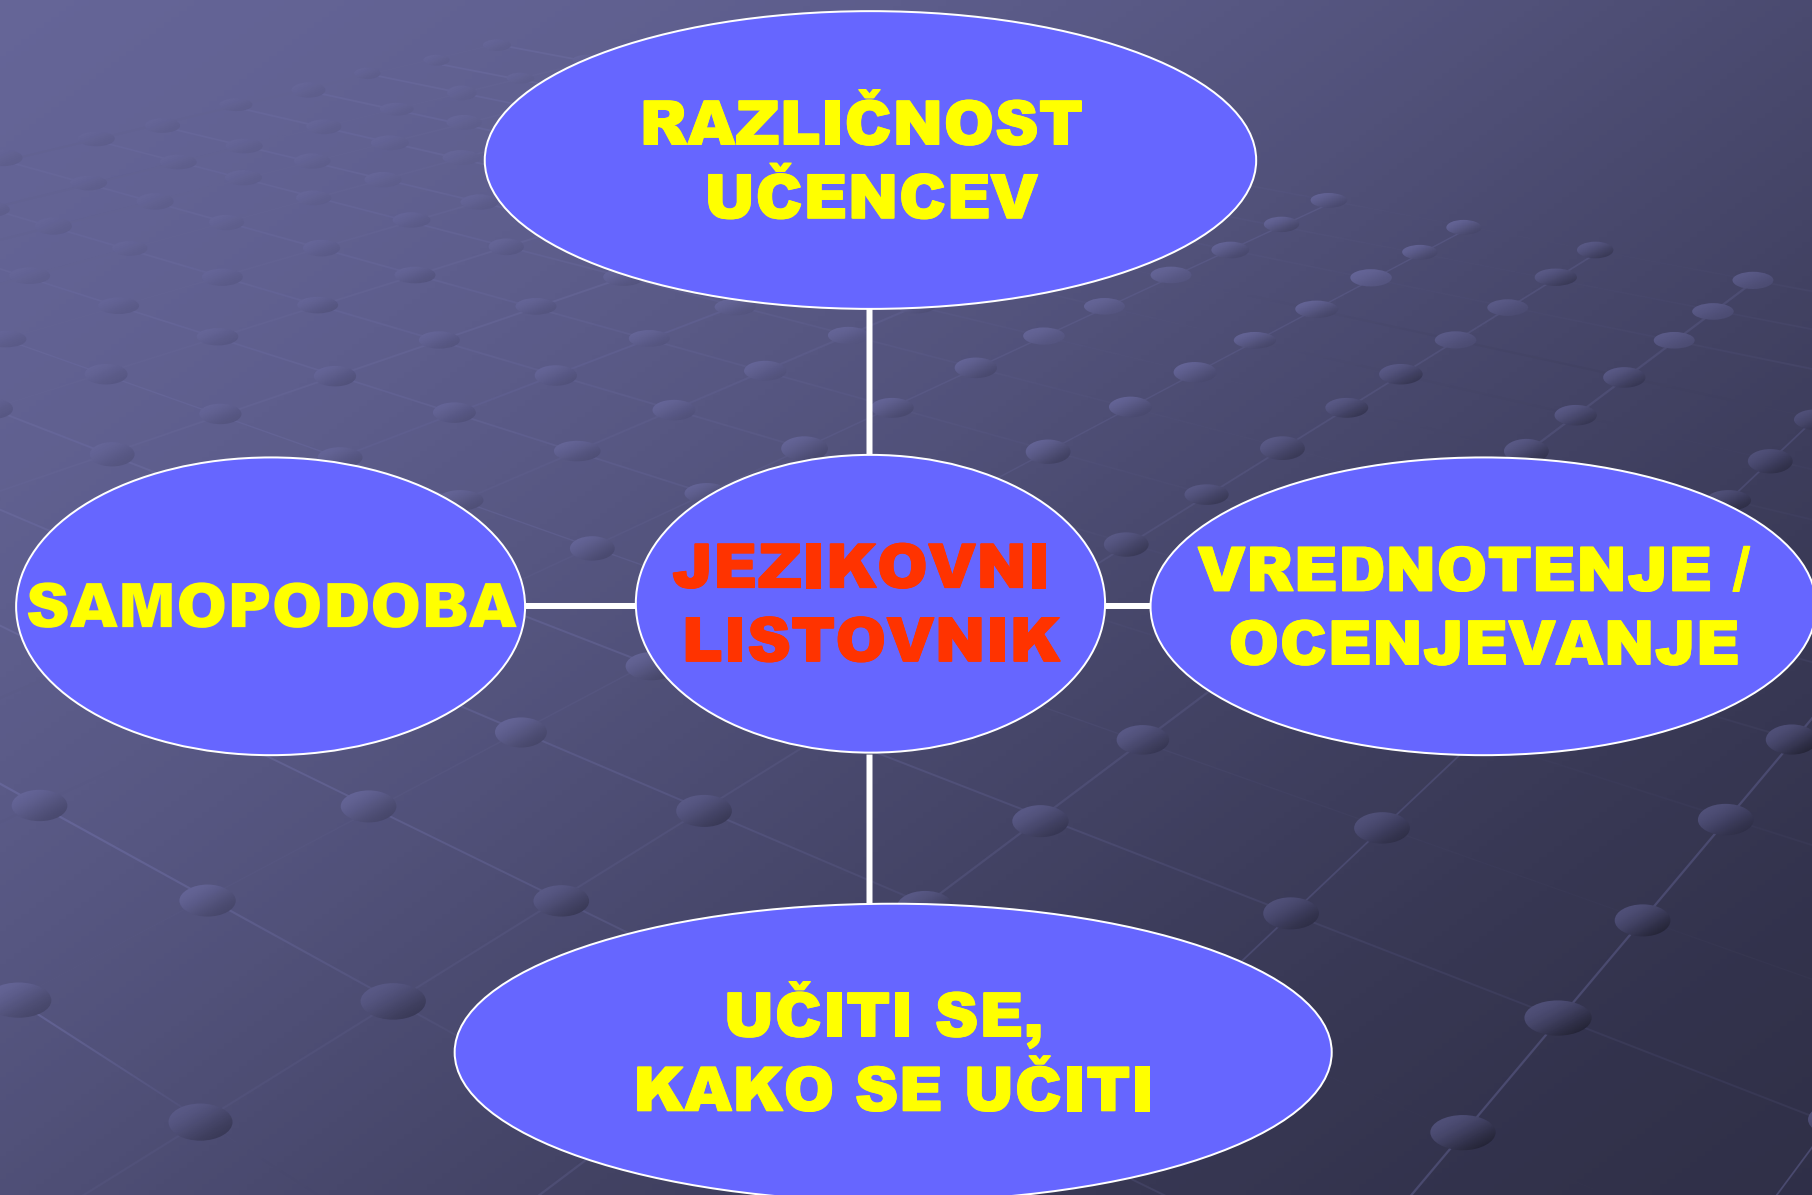 RAZLIČNOST
UČENCEV
SAMOPODOBA
JEZIKOVNI
LISTOVNIK
VREDNOTENJE /
OCENJEVANJE
UČITI SE,
KAKO SE UČITI